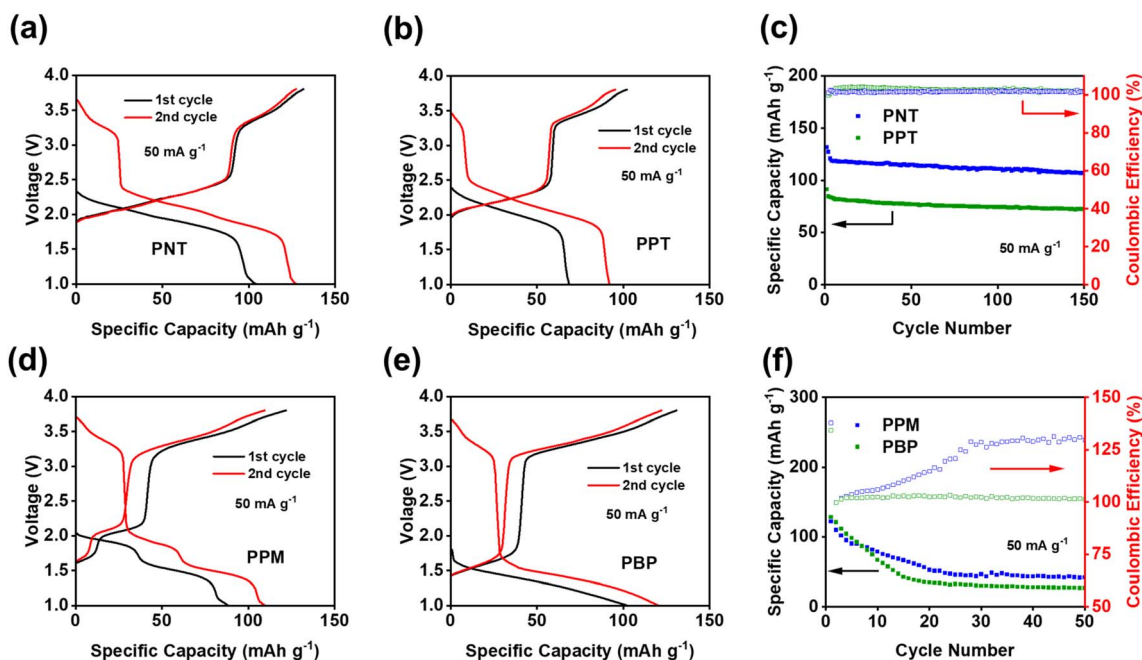 (a)
4.0
3.5
3.0
2.5
2.0
1.5
1.0
Voltage (V)
1st cycle
2nd cycle
50 mA g⁻¹
PNT
0 50 100 150
Specific Capacity (mAh g⁻¹)
(b)
4.0
3.5
3.0
2.5
2.0
1.5
1.0
Voltage (V)
1st cycle
2nd cycle
50 mA g⁻¹
PPT
0 50 100 150
Specific Capacity (mAh g⁻¹)
(c)
200
150
100
50
0
Specific Capacity (mAh g⁻¹)
PNT
PPT
50 mA g⁻¹
100
80
60
40
20
0
Coulombic Efficiency (%)
0 50 100 150
Cycle Number
(d)
4.0
3.0
2.0
1.0
Voltage (V)
1st cycle
2nd cycle
50 mA g⁻¹
PPM
0 50 100 150
Specific Capacity (mAh g⁻¹)
(e)
4.0
3.5
3.0
2.5
2.0
1.5
1.0
Volage (V)
1st cycle
2nd cycle
50 mA g⁻¹
PBP
0 50 100 150
Specific Capacity (mAh g⁻¹)
(f)
300
200
100
0
Specific Capacity (mAh g⁻¹)
PPM
PBP
50 mA g⁻¹
150
125
100
75
50
Coulombic Efficiency (%)
0 10 20 30 40 50
Cycle Number